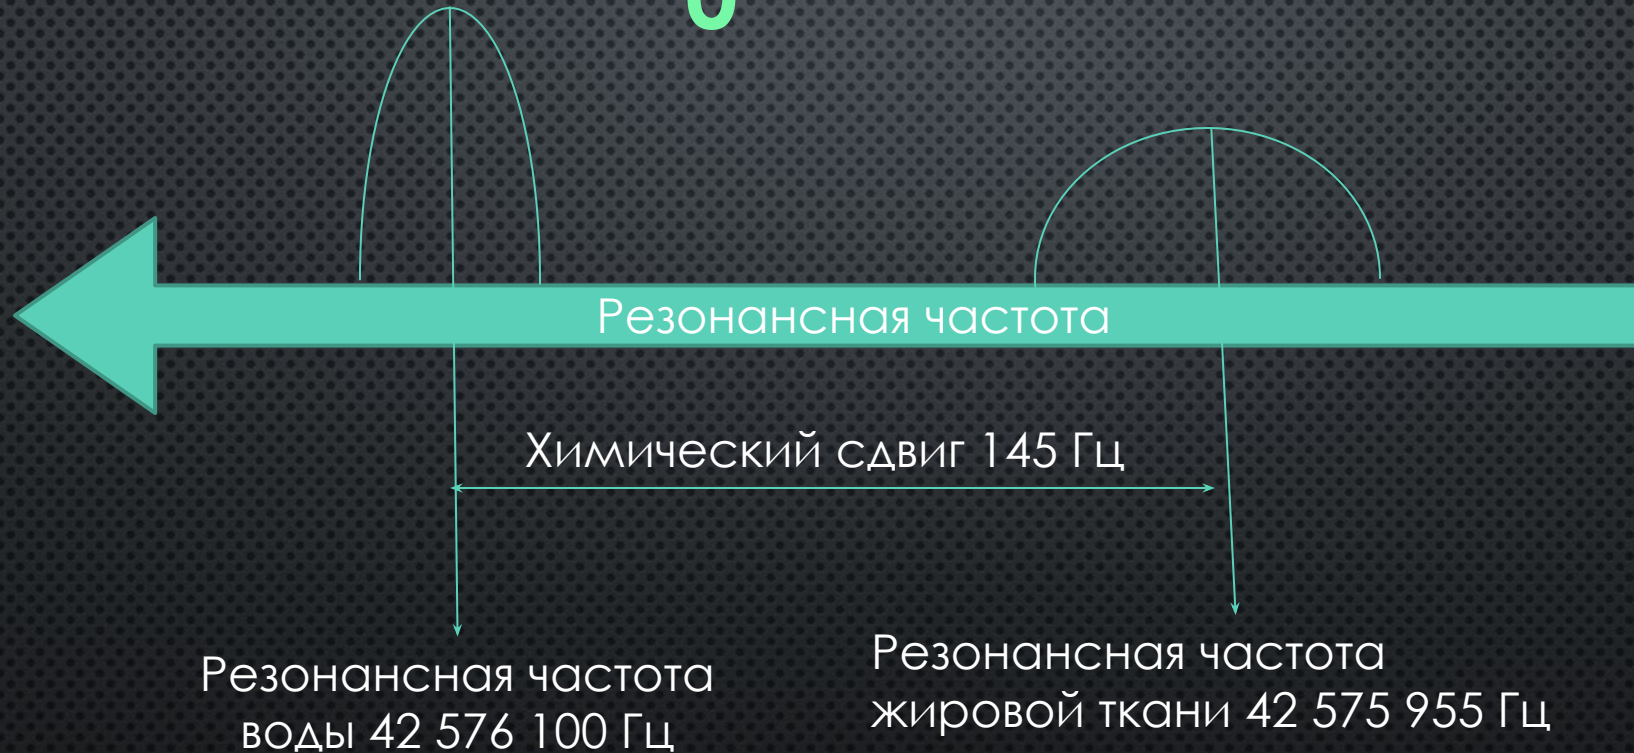 Резонансная частота
Химический сдвиг 145 Гц
Резонансная частота
воды 42 576 100 Гц
Резонансная частота
жировой ткани 42 575 955 Гц